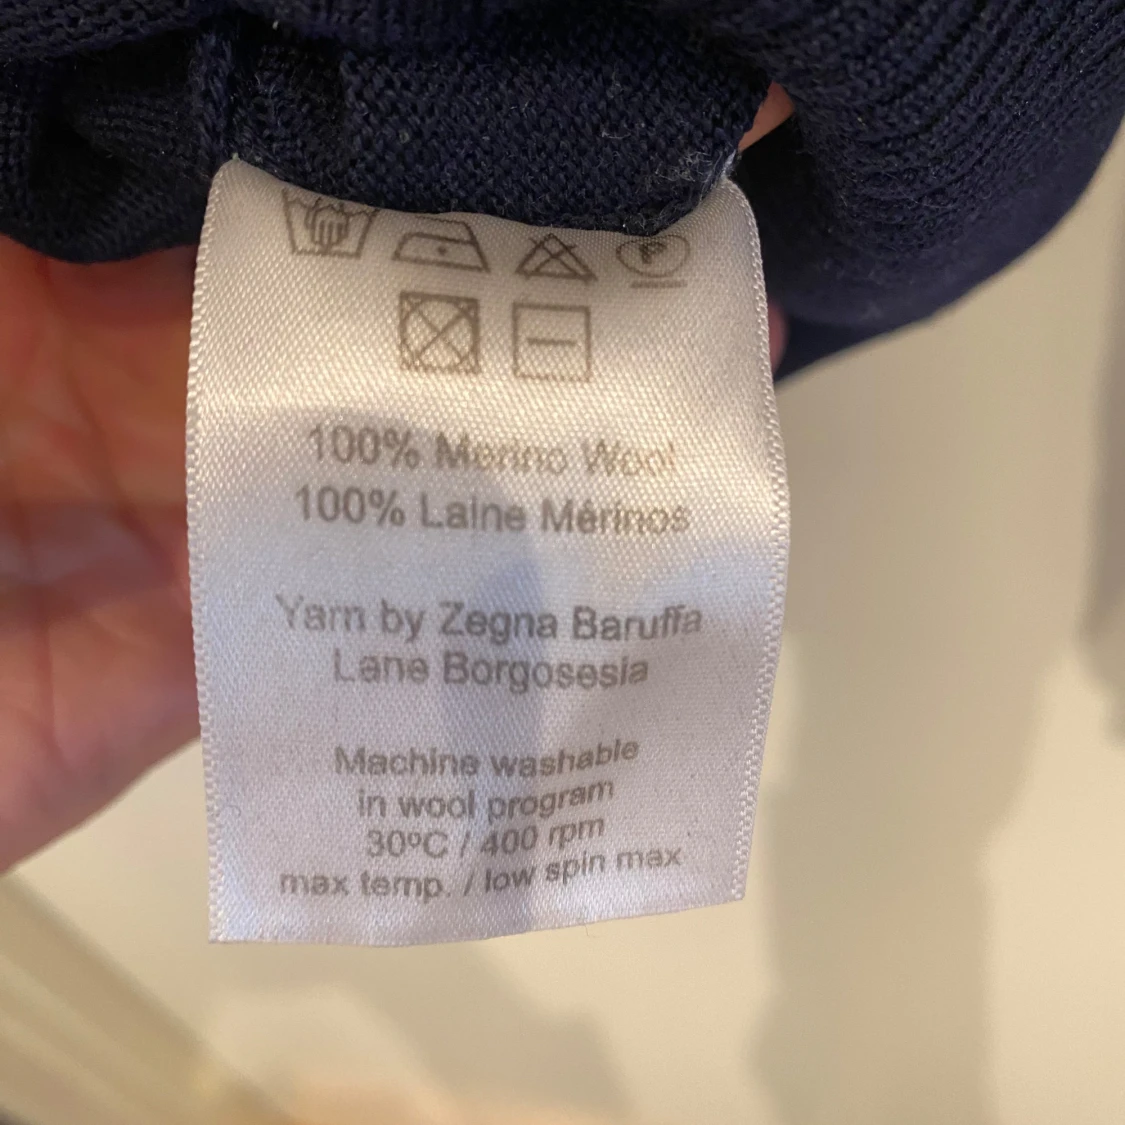 P
100% Merino Wool
100% Laine Mérinos
Yarn by Zegna Baruffa
Lane Borgosesia
Machine washable
in wool program
30ºC / 400 rpm
max temp. / low spin max